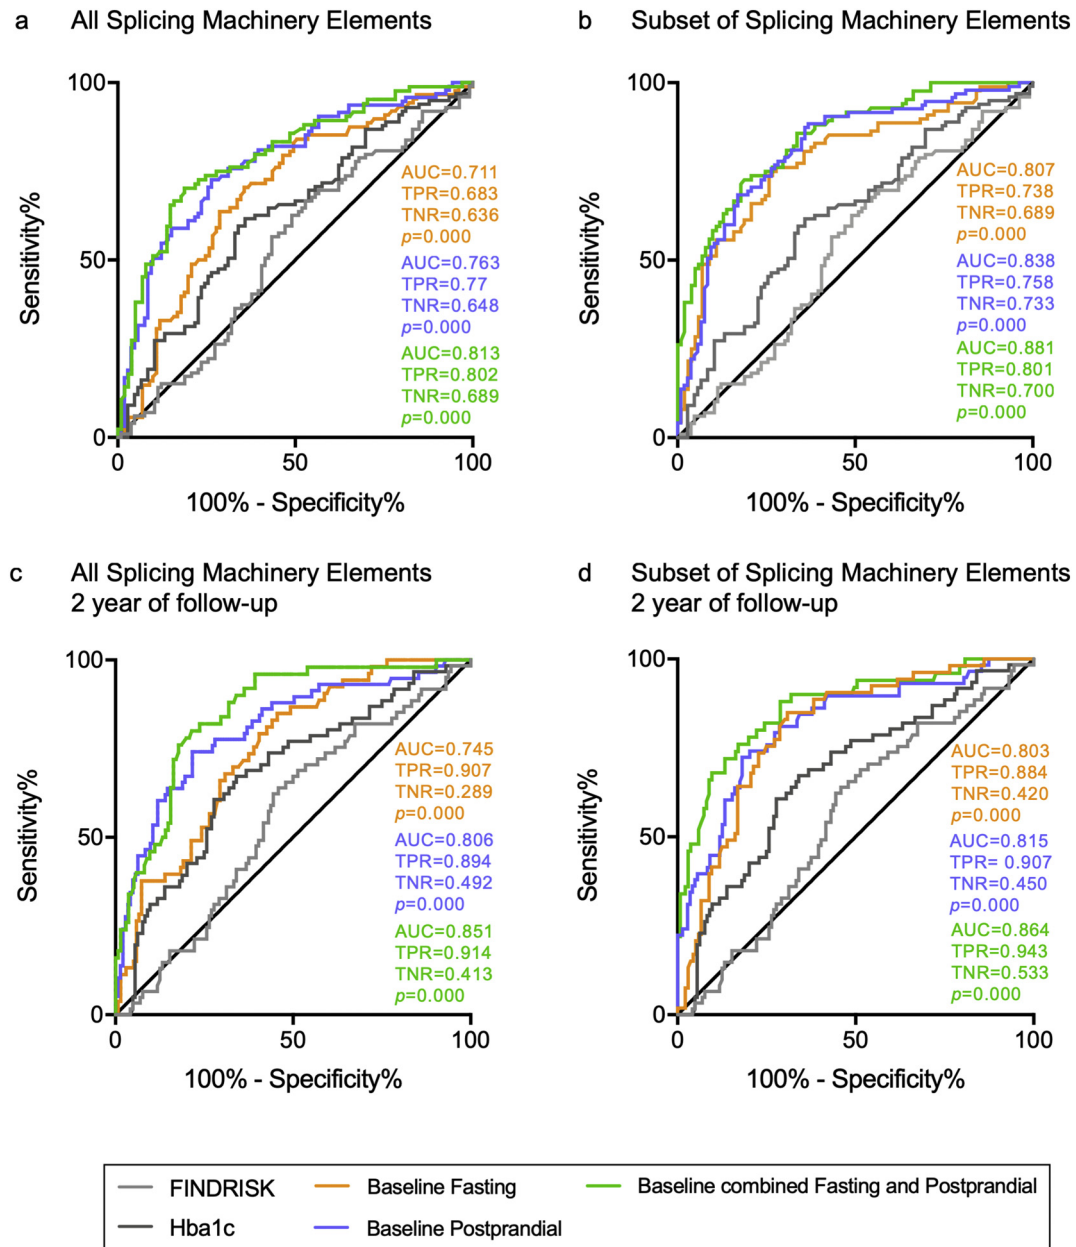 a All Splicing Machinery Elements
100
50
0
0 50 100
Sensitivity%
100% - Specificity%
AUC=0.711
TPR=0.683
TNR=0.636
p=0.000
AUC=0.763
TPR=0.77
TNR=0.648
p=0.000
AUC=0.813
TPR=0.802
TNR=0.689
p=0.000
b Subset of Splicing Machinery Elements
100
50
0
0 50 100
Sensitivity%
100% - Specificity%
AUC=0.807
TPR=0.738
TNR=0.689
p=0.000
AUC=0.838
TPR=0.758
TNR=0.733
p=0.000
AUC=0.881
TPR=0.801
TNR=0.700
p=0.000
c All Splicing Machinery Elements
2 year of follow-up
100
50
0
0 50 100
Sensitivity%
100% - Specificity%
AUC=0.745
TPR=0.907
TNR=0.289
p=0.000
AUC=0.806
TPR=0.894
TNR=0.492
p=0.000
AUC=0.851
TPR=0.914
TNR=0.413
p=0.000
d Subset of Splicing Machinery Elements
2 year of follow-up
100
50
0
0 50 100
Sensitivity%
100% - Specificity%
AUC=0.803
TPR=0.884
TNR=0.420
p=0.000
AUC=0.815
TPR= 0.907
TNR=0.450
p=0.000
AUC=0.864
TPR=0.943
TNR=0.533
p=0.000
FINDRISK Baseline Fasting Baseline combined Fasting and Postprandial
Hba1c Baseline Postprandial